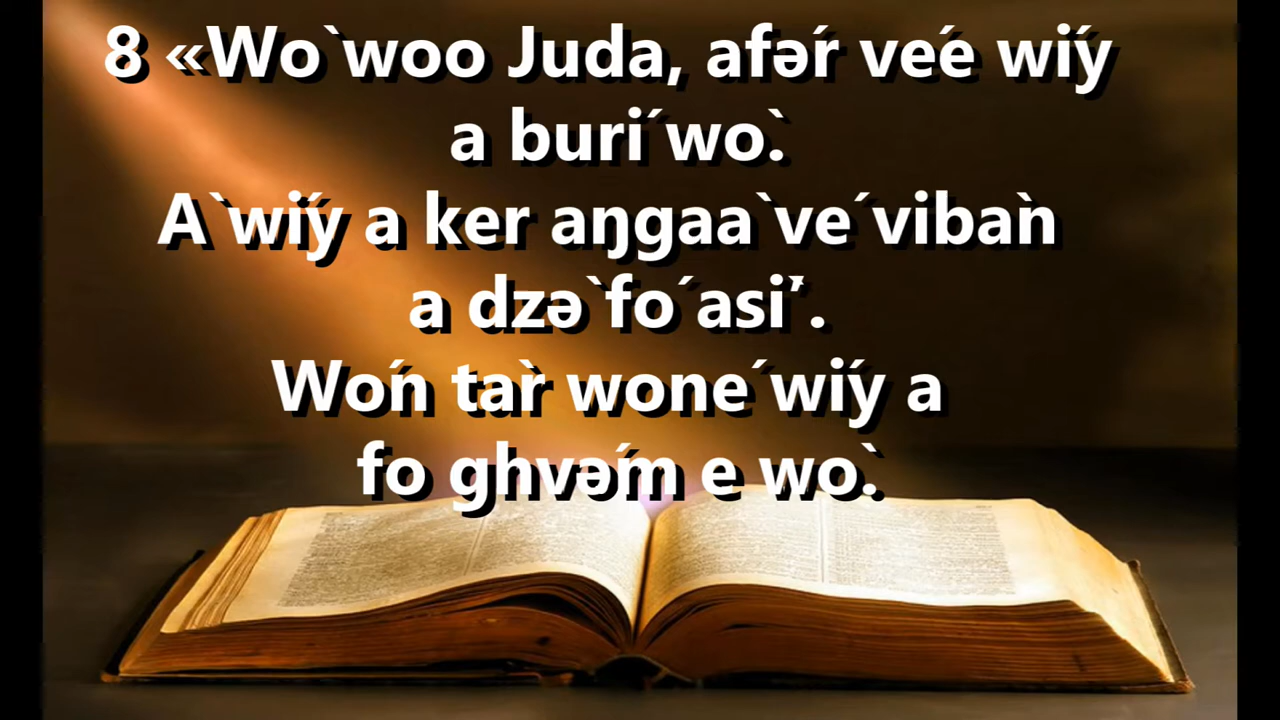 8 «Wo`woo Juda, afəŕ veé wiý
a buri´wo`.
A`wiý a ker aŋgaa`ve´vibaǹ
a dzə`fo´asi’́.
Woń tar̀ wone´wiý a
fo ghvəḿ e wo`.